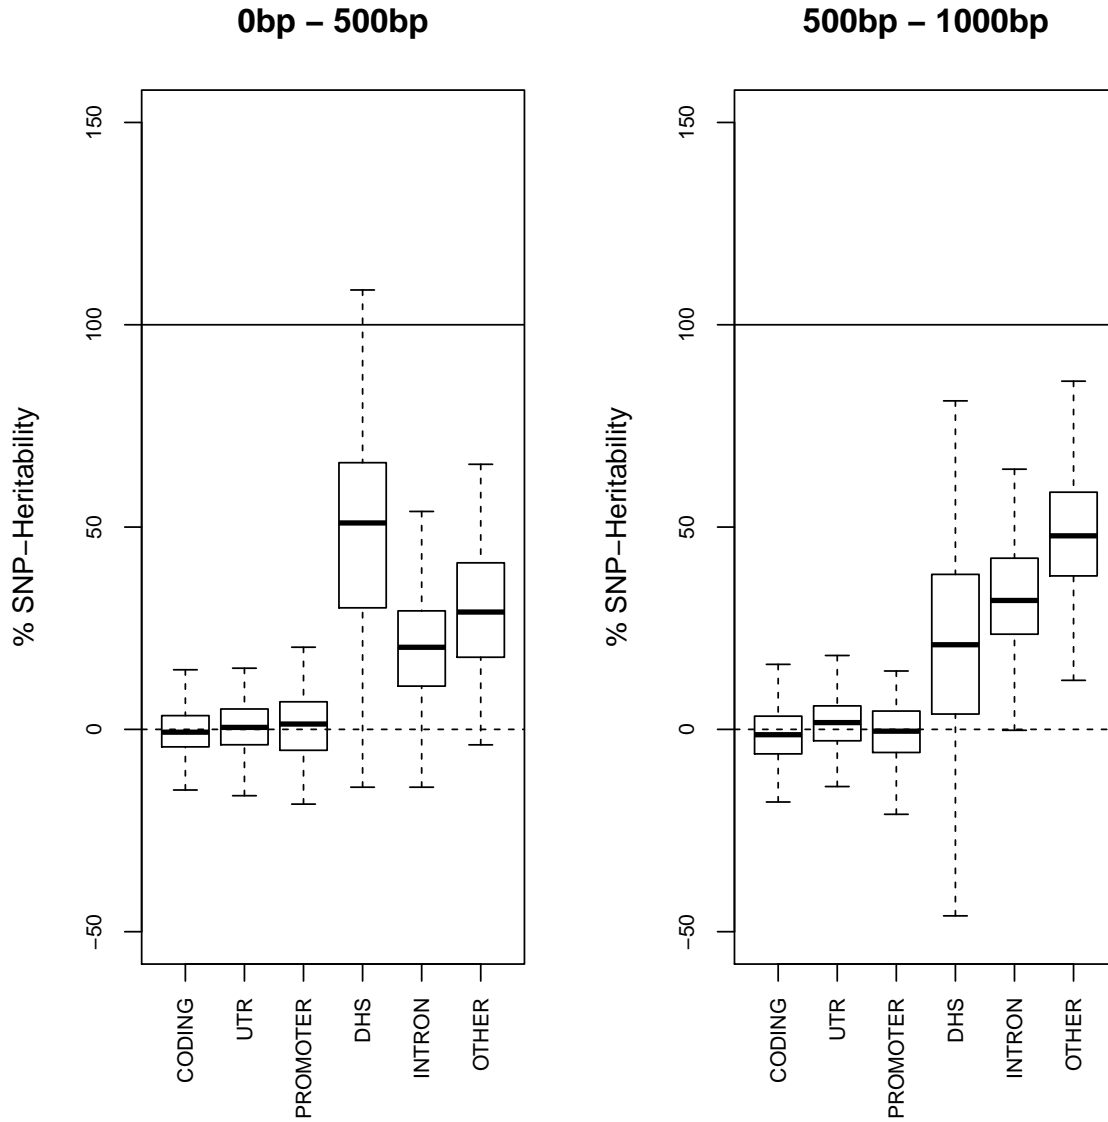 0bp – 500bp
% SNP–Heritability
150
100
50
0
–50
CODING
UTR
PROMOTER
DHS
INTRON
OTHER
500bp – 1000bp
% SNP–Heritability
150
100
50
0
–50
CODING
UTR
PROMOTER
DHS
INTRON
OTHER